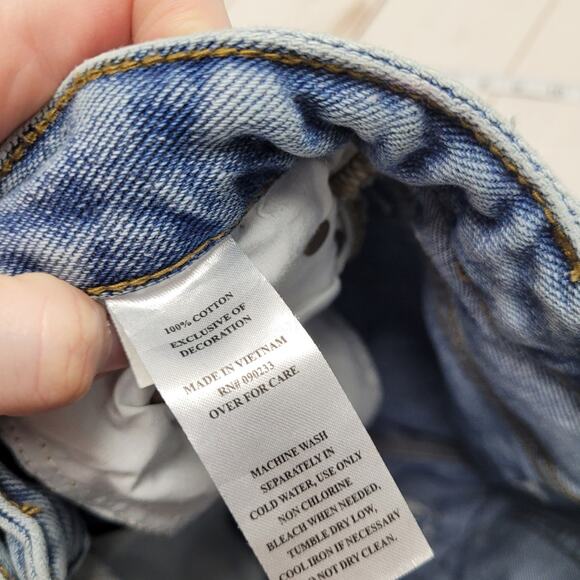 100% COTTON
EXCLUSIVE OF
DECORATION
MADE IN VIETNAM
RN# 090233
OVER FOR CARE
MACHINE WASH
SEPARATELY IN
COLD WATER, USE ONLY
NON CHLORINE
BLEACH WHEN NEEDED.
TUMBLE DRY LOW,
COOL IRON IF NECESSARY
DO NOT DRY CLEAN.